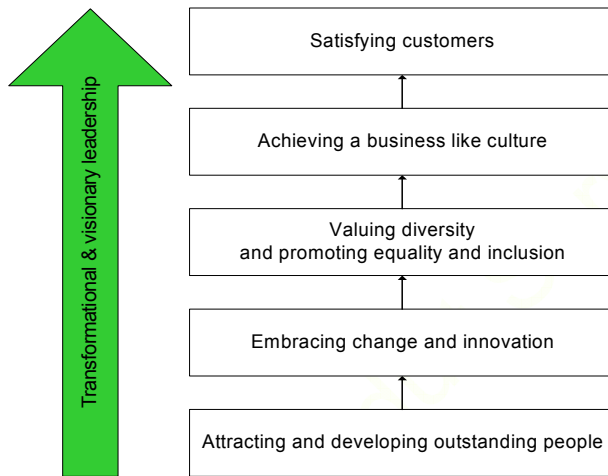 Transformational & visionary leadership
Satisfying customers
Achieving a business like culture
Valuing diversity
and promoting equality and inclusion
Embracing change and innovation
Attracting and developing outstanding people